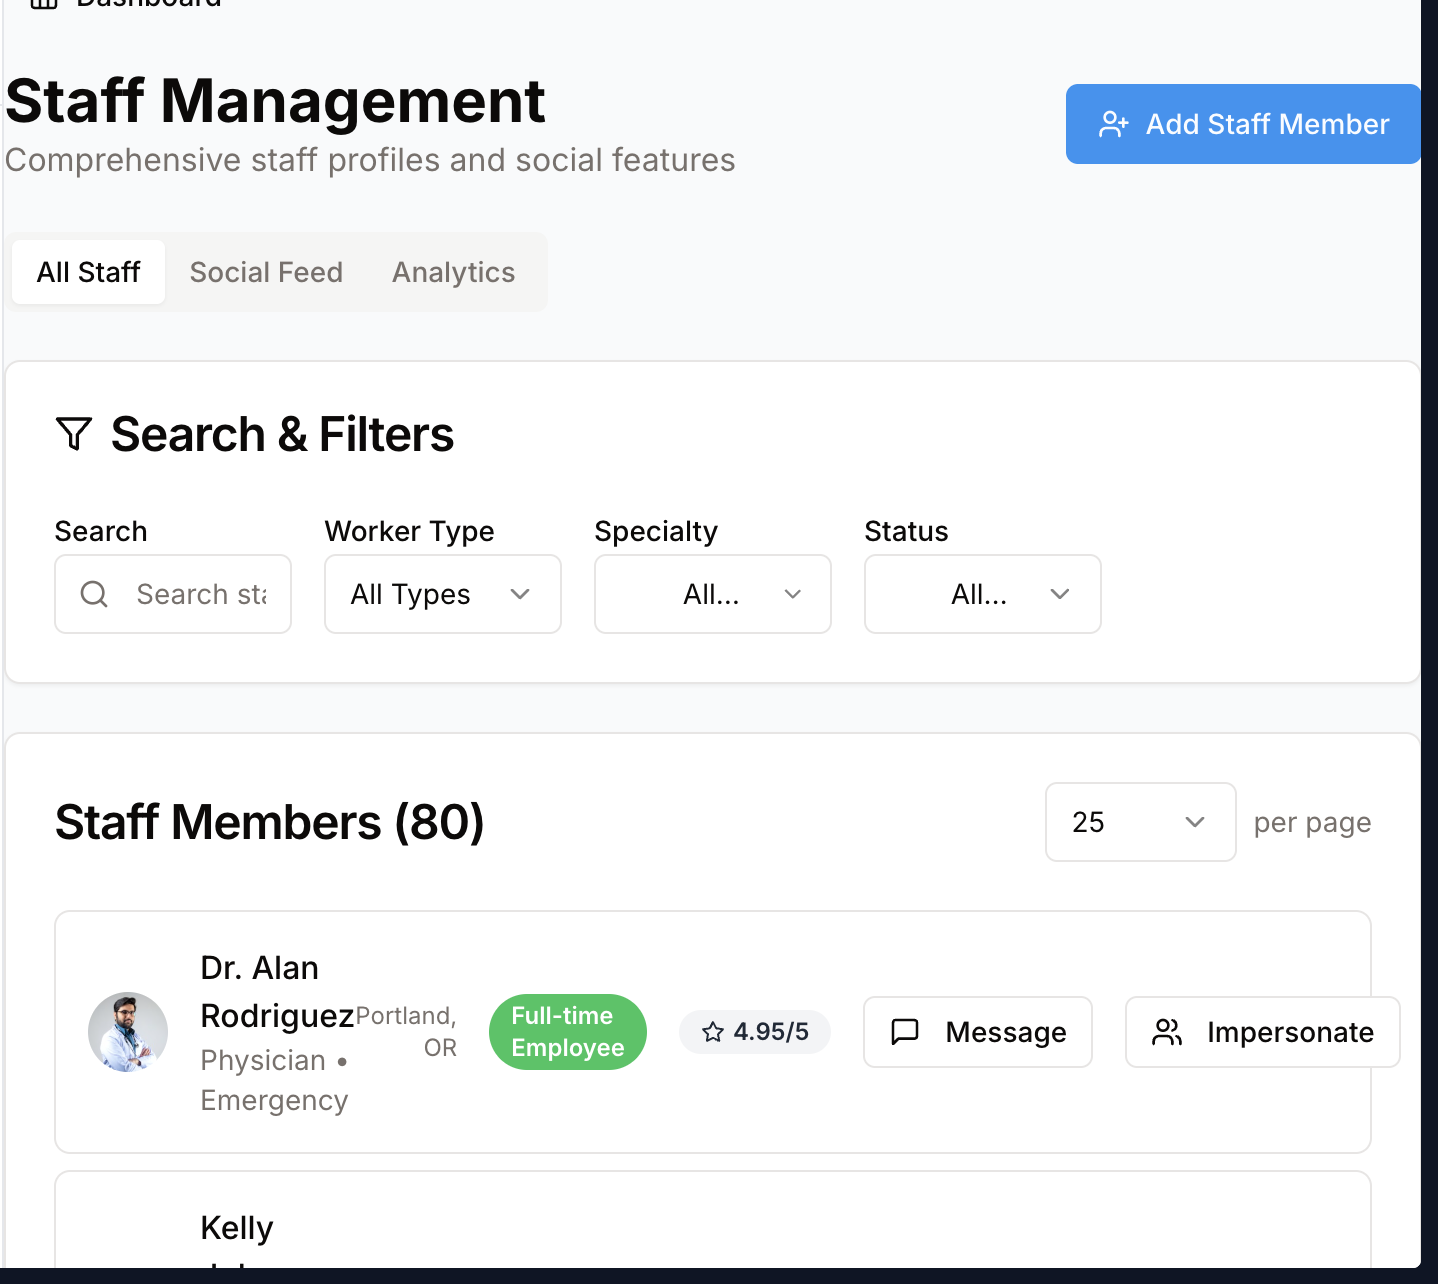 Dashboard
Staff Management
Comprehensive staff profiles and social features
Add Staff Member
All Staff
Social Feed
Analytics
Search & Filters
Search
Worker Type
Specialty
Status
Search sta
All Types
All...
All...
Staff Members (80)
25
per page
Dr. Alan
Rodriguez
Physician •
Emergency
Portland,
OR
Full-time
Employee
4.95/5
Message
Impersonate
Kelly